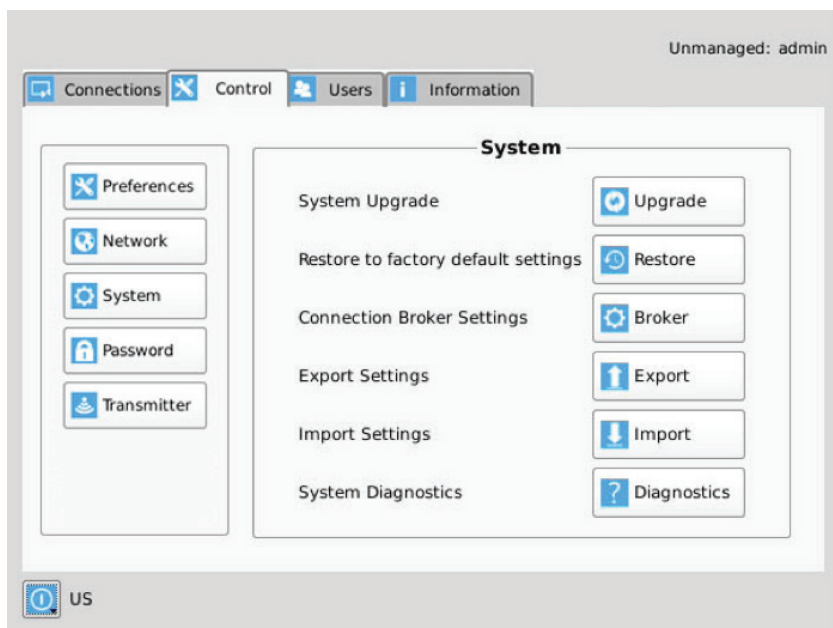 Unmanaged: admin
Connections Control Users Information
Preferences
Network
System
Password
Transmitter
System
System Upgrade Upgrade
Restore to factory default settings Restore
Connection Broker Settings Broker
Export Settings Export
Import Settings Import
System Diagnostics Diagnostics
US